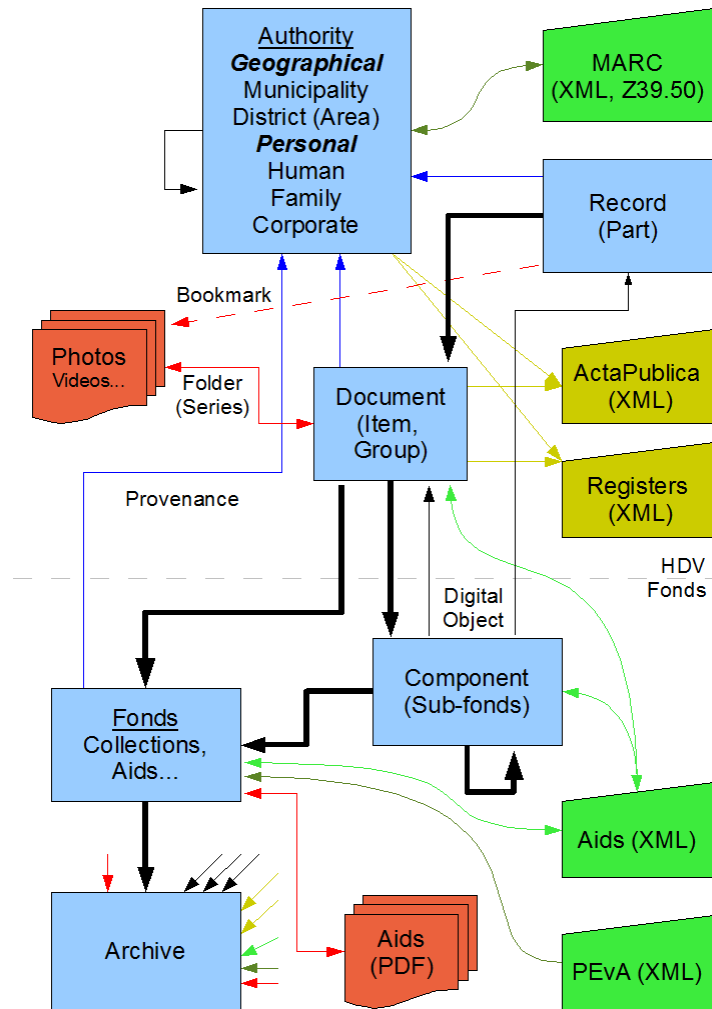 Authority
Geographical
Municipality
District (Area)
Personal
Human
Family
Corporate
MARC
(XML, Z39.50)
Record
(Part)
Bookmark
Photos
Videos...
Folder
(Series)
Document
(Item,
Group)
ActaPublica
(XML)
Registers
(XML)
Provenance
HDV
Fonds
Digital
Object
Component
(Sub-fonds)
Fonds
Collections,
Aids...
Aids (XML)
Archive
Aids
(PDF)
PEvA (XML)